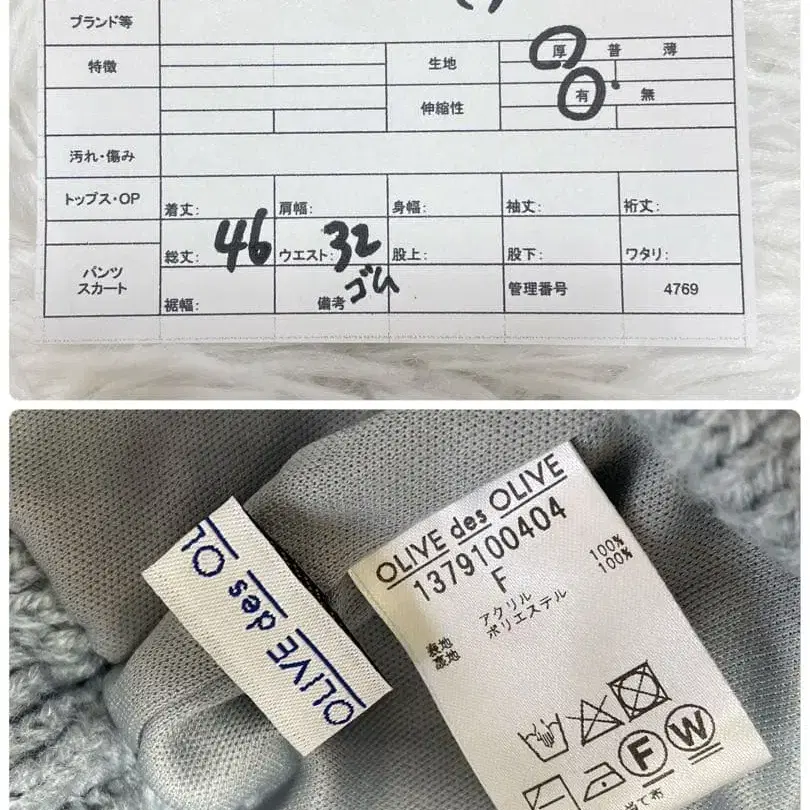 ブランド等
特徴
生地
厚 普 薄
伸縮性
有 無
汚れ・傷み
トップス・OP
着丈:
肩幅:
身幅:
袖丈:
裄丈:
パンツ
スカート
総丈: 46
ウエスト: 32
ゴム
股上:
股下:
ワタリ:
裾幅:
備考
管理番号
4769
OLIVE des OL
OLIVE des OLIVE
1379100404
F
表地 アクリル 100%
裏地 ポリエステル 100%
F
W